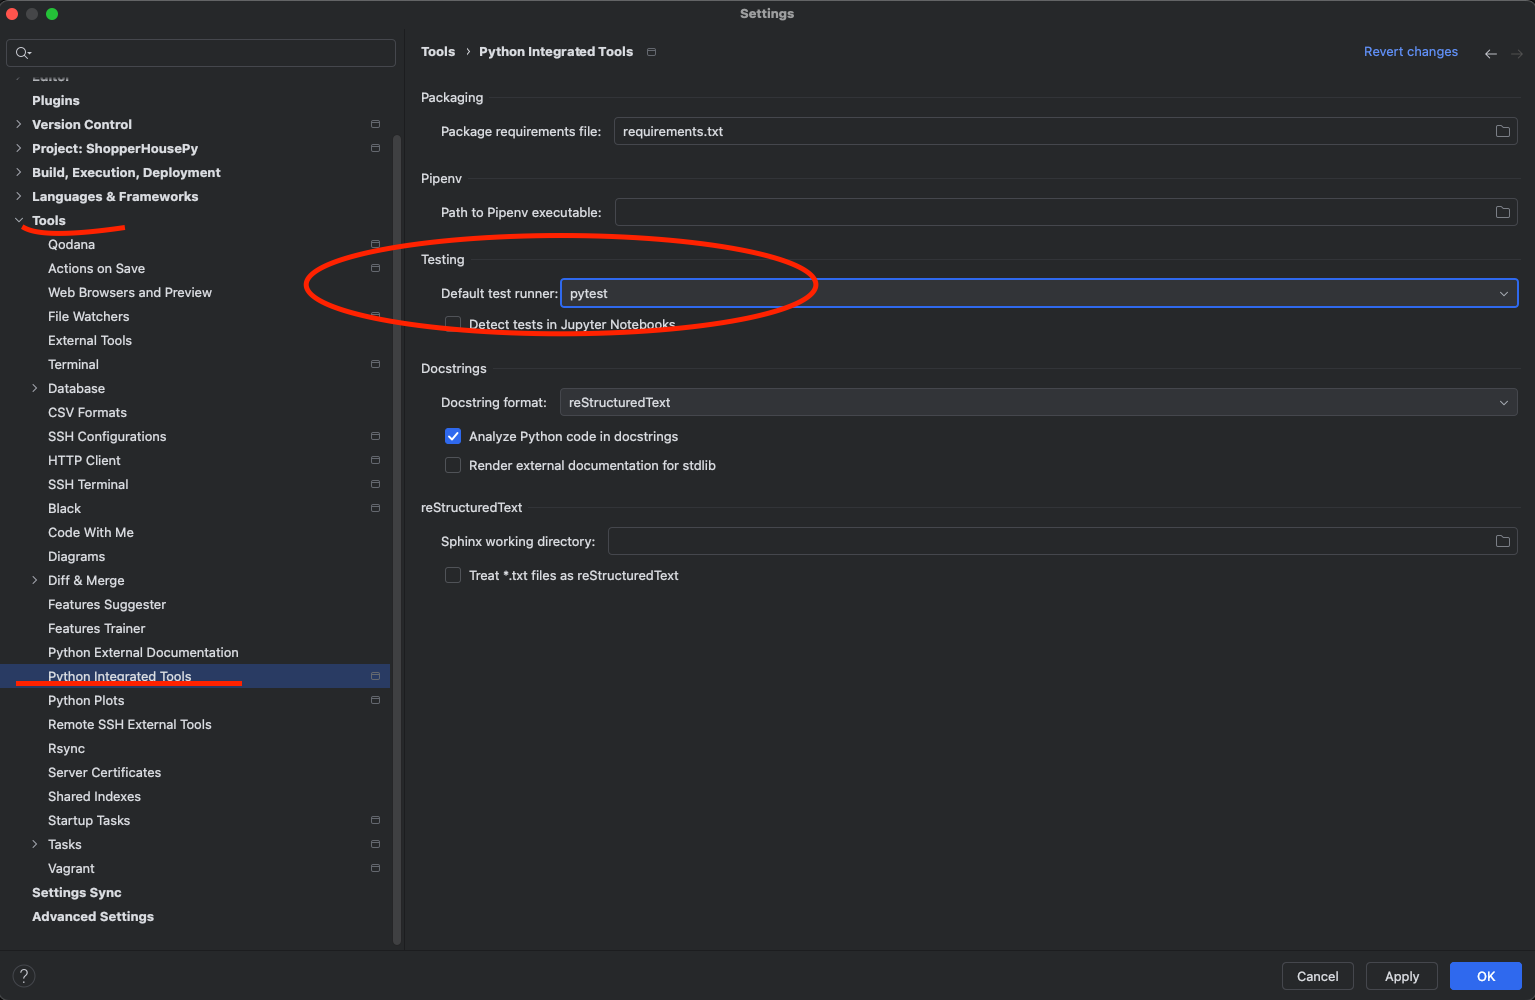 Settings
Editor
Plugins
Version Control
Project: ShopperHousePy
Build, Execution, Deployment
Languages & Frameworks
Tools
Qodana
Actions on Save
Web Browsers and Preview
File Watchers
External Tools
Terminal
Database
CSV Formats
SSH Configurations
HTTP Client
SSH Terminal
Black
Code With Me
Diagrams
Diff & Merge
Features Suggester
Features Trainer
Python External Documentation
Python Integrated Tools
Python Plots
Remote SSH External Tools
Rsync
Server Certificates
Shared Indexes
Startup Tasks
Tasks
Vagrant
Settings Sync
Advanced Settings
Tools › Python Integrated Tools
Revert changes
Packaging
Package requirements file: requirements.txt
Pipenv
Path to Pipenv executable:
Testing
Default test runner: pytest
Detect tests in Jupyter Notebooks
Docstrings
Docstring format: reStructuredText
Analyze Python code in docstrings
Render external documentation for stdlib
reStructuredText
Sphinx working directory:
Treat *.txt files as reStructuredText
?
Cancel
Apply
OK